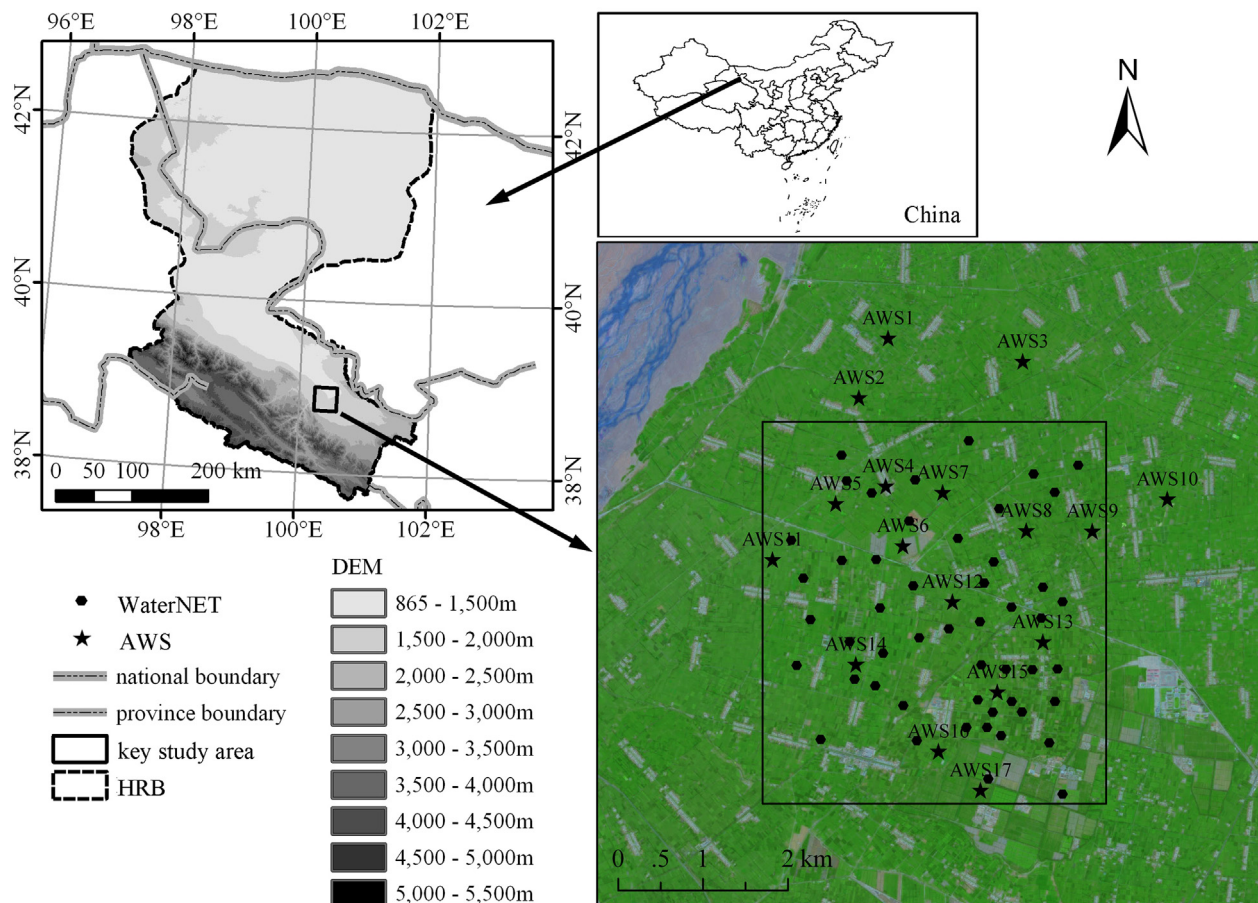 96°E 98°E 100°E 102°E
42°N
42°N
40°N
40°N
38°N
38°N
0 50 100 200 km
98°E 100°E 102°E
China
N
WaterNET
AWS
national boundary
province boundary
key study area
HRB
DEM
865 - 1,500m
1,500 - 2,000m
2,000 - 2,500m
2,500 - 3,000m
3,000 - 3,500m
3,500 - 4,000m
4,000 - 4,500m
4,500 - 5,000m
5,000 - 5,500m
AWS1
AWS3
AWS2
AWS4
AWS7
AWS5
AWS10
AWS6
AWS8
AWS9
AWS11
AWS12
AWS13
AWS14
AWS15
AWS16
AWS17
0 .5 1 2 km